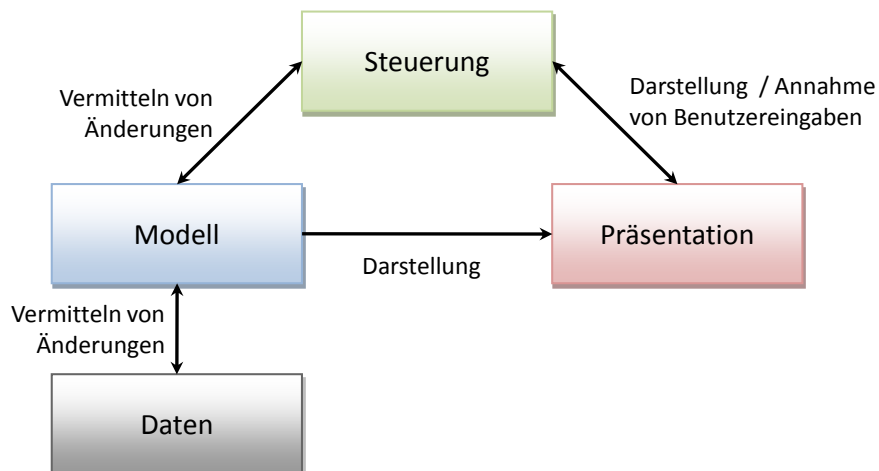 Steuerung
Vermitteln von
Änderungen
Darstellung / Annahme
von Benutzereingaben
Modell
Präsentation
Darstellung
Vermitteln von
Änderungen
Daten